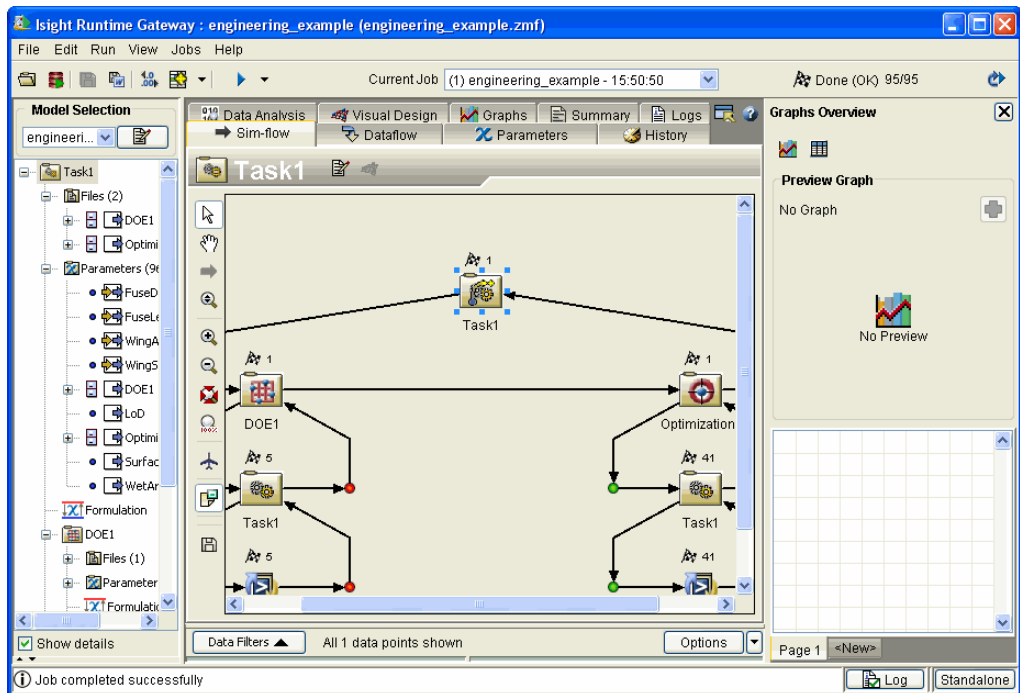 Isight Runtime Gateway : engineering_example (engineering_example.zmf)
File Edit Run View Jobs Help
Current Job (1) engineering_example - 15:50:50 Done (OK) 95/95
Model Selection
engineeri...
Task1
Files (2)
DOE1
Optimi
Parameters (96
FuseD
FuseLe
WingA
WingS
DOE1
LoD
Optimi
Surfac
WetAr
Formulation
DOE1
Files (1)
Parameter
Formulatic
Show details
Data Analysis Visual Design Graphs Summary Logs
Sim-flow Dataflow Parameters History
Task1
1
Task1
1
DOE1
1
Optimization
5
Task1
41
Task1
5
41
100%
Data Filters All 1 data points shown Options
Graphs Overview
Preview Graph
No Graph
No Preview
Page 1 <New>
Job completed successfully Log Standalone